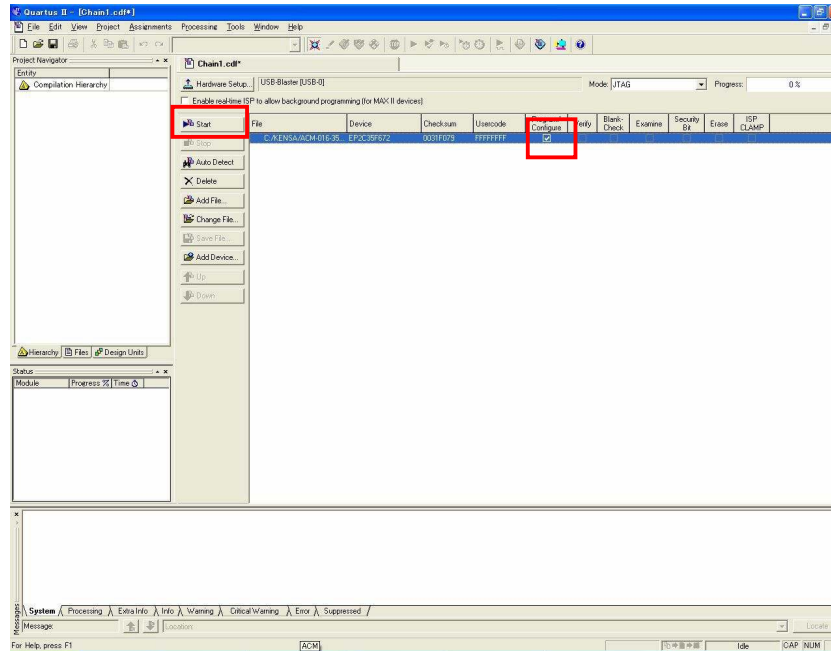 Quartus II - [Chain1.cdf*]
File Edit View Project Assignments Processing Tools Window Help
Project Navigator
Entity
Compilation Hierarchy
Hierarchy Files Design Units
Status
Module Progress % Time
Chain1.cdf*
Hardware Setup... USB-Blaster [USB-0] Mode: JTAG Progress: 0 %
Enable real-time ISP to allow background programming (for MAX II devices)
Start
Stop
Auto Detect
Delete
Add File...
Change File...
Save File...
Add Device...
Up
Down
File Device Checksum Usercode Program/ Configure Verify Blank-Check Examine Security Bit Erase ISP CLAMP
C:/KENSA/ACM-016-35... EP2C35F672 0031F079 FFFFFFFF
Messages
System Processing Extra Info Info Warning Critical Warning Error Suppressed
Message: Location: Locate
For Help, press F1 ACM Idle CAP NUM